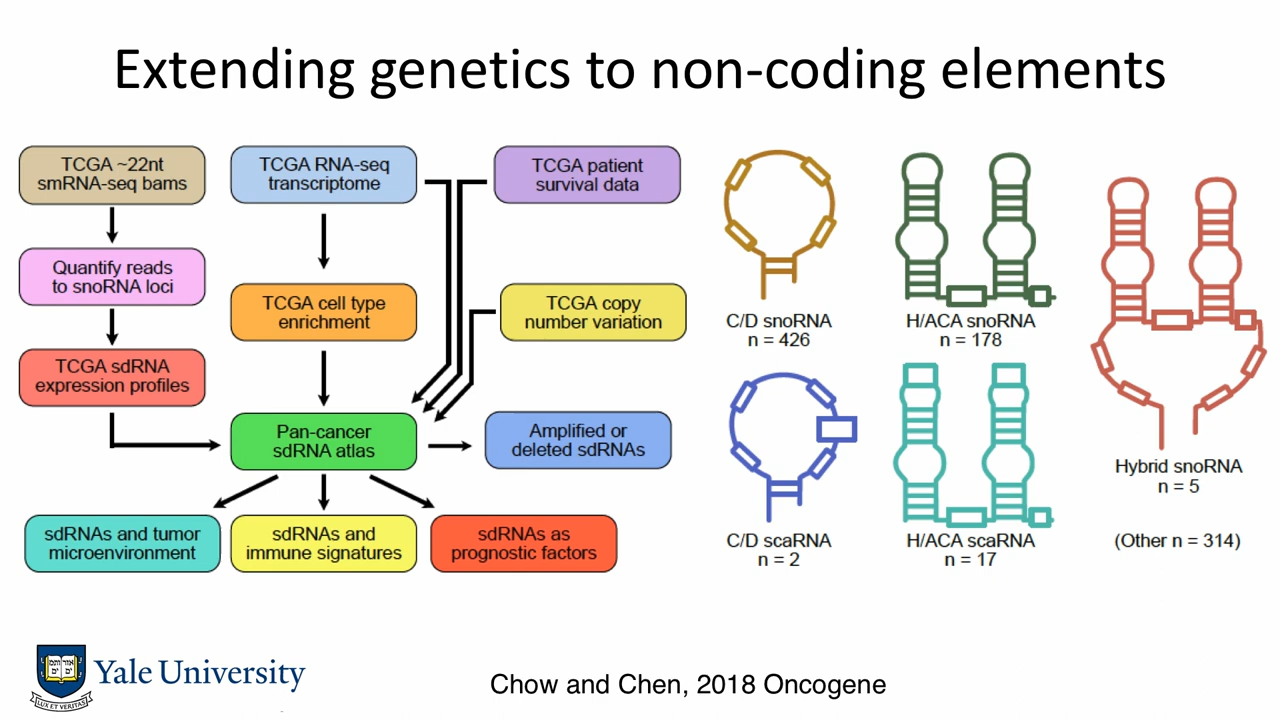 Extending genetics to non-coding elements
TCGA ~22nt
smRNA-seq bams
TCGA RNA-seq
transcriptome
TCGA patient
survival data
Quantify reads
to snoRNA loci
TCGA cell type
enrichment
TCGA copy
number variation
TCGA sdRNA
expression profiles
Pan-cancer
sdRNA atlas
Amplified or
deleted sdRNAs
sdRNAs and tumor
microenvironment
sdRNAs and
immune signatures
sdRNAs as
prognostic factors
C/D snoRNA
n = 426
H/ACA snoRNA
n = 178
C/D scaRNA
n = 2
H/ACA scaRNA
n = 17
Hybrid snoRNA
n = 5
(Other n = 314)
Yale University
LUX ET VERITAS
Chow and Chen, 2018 Oncogene